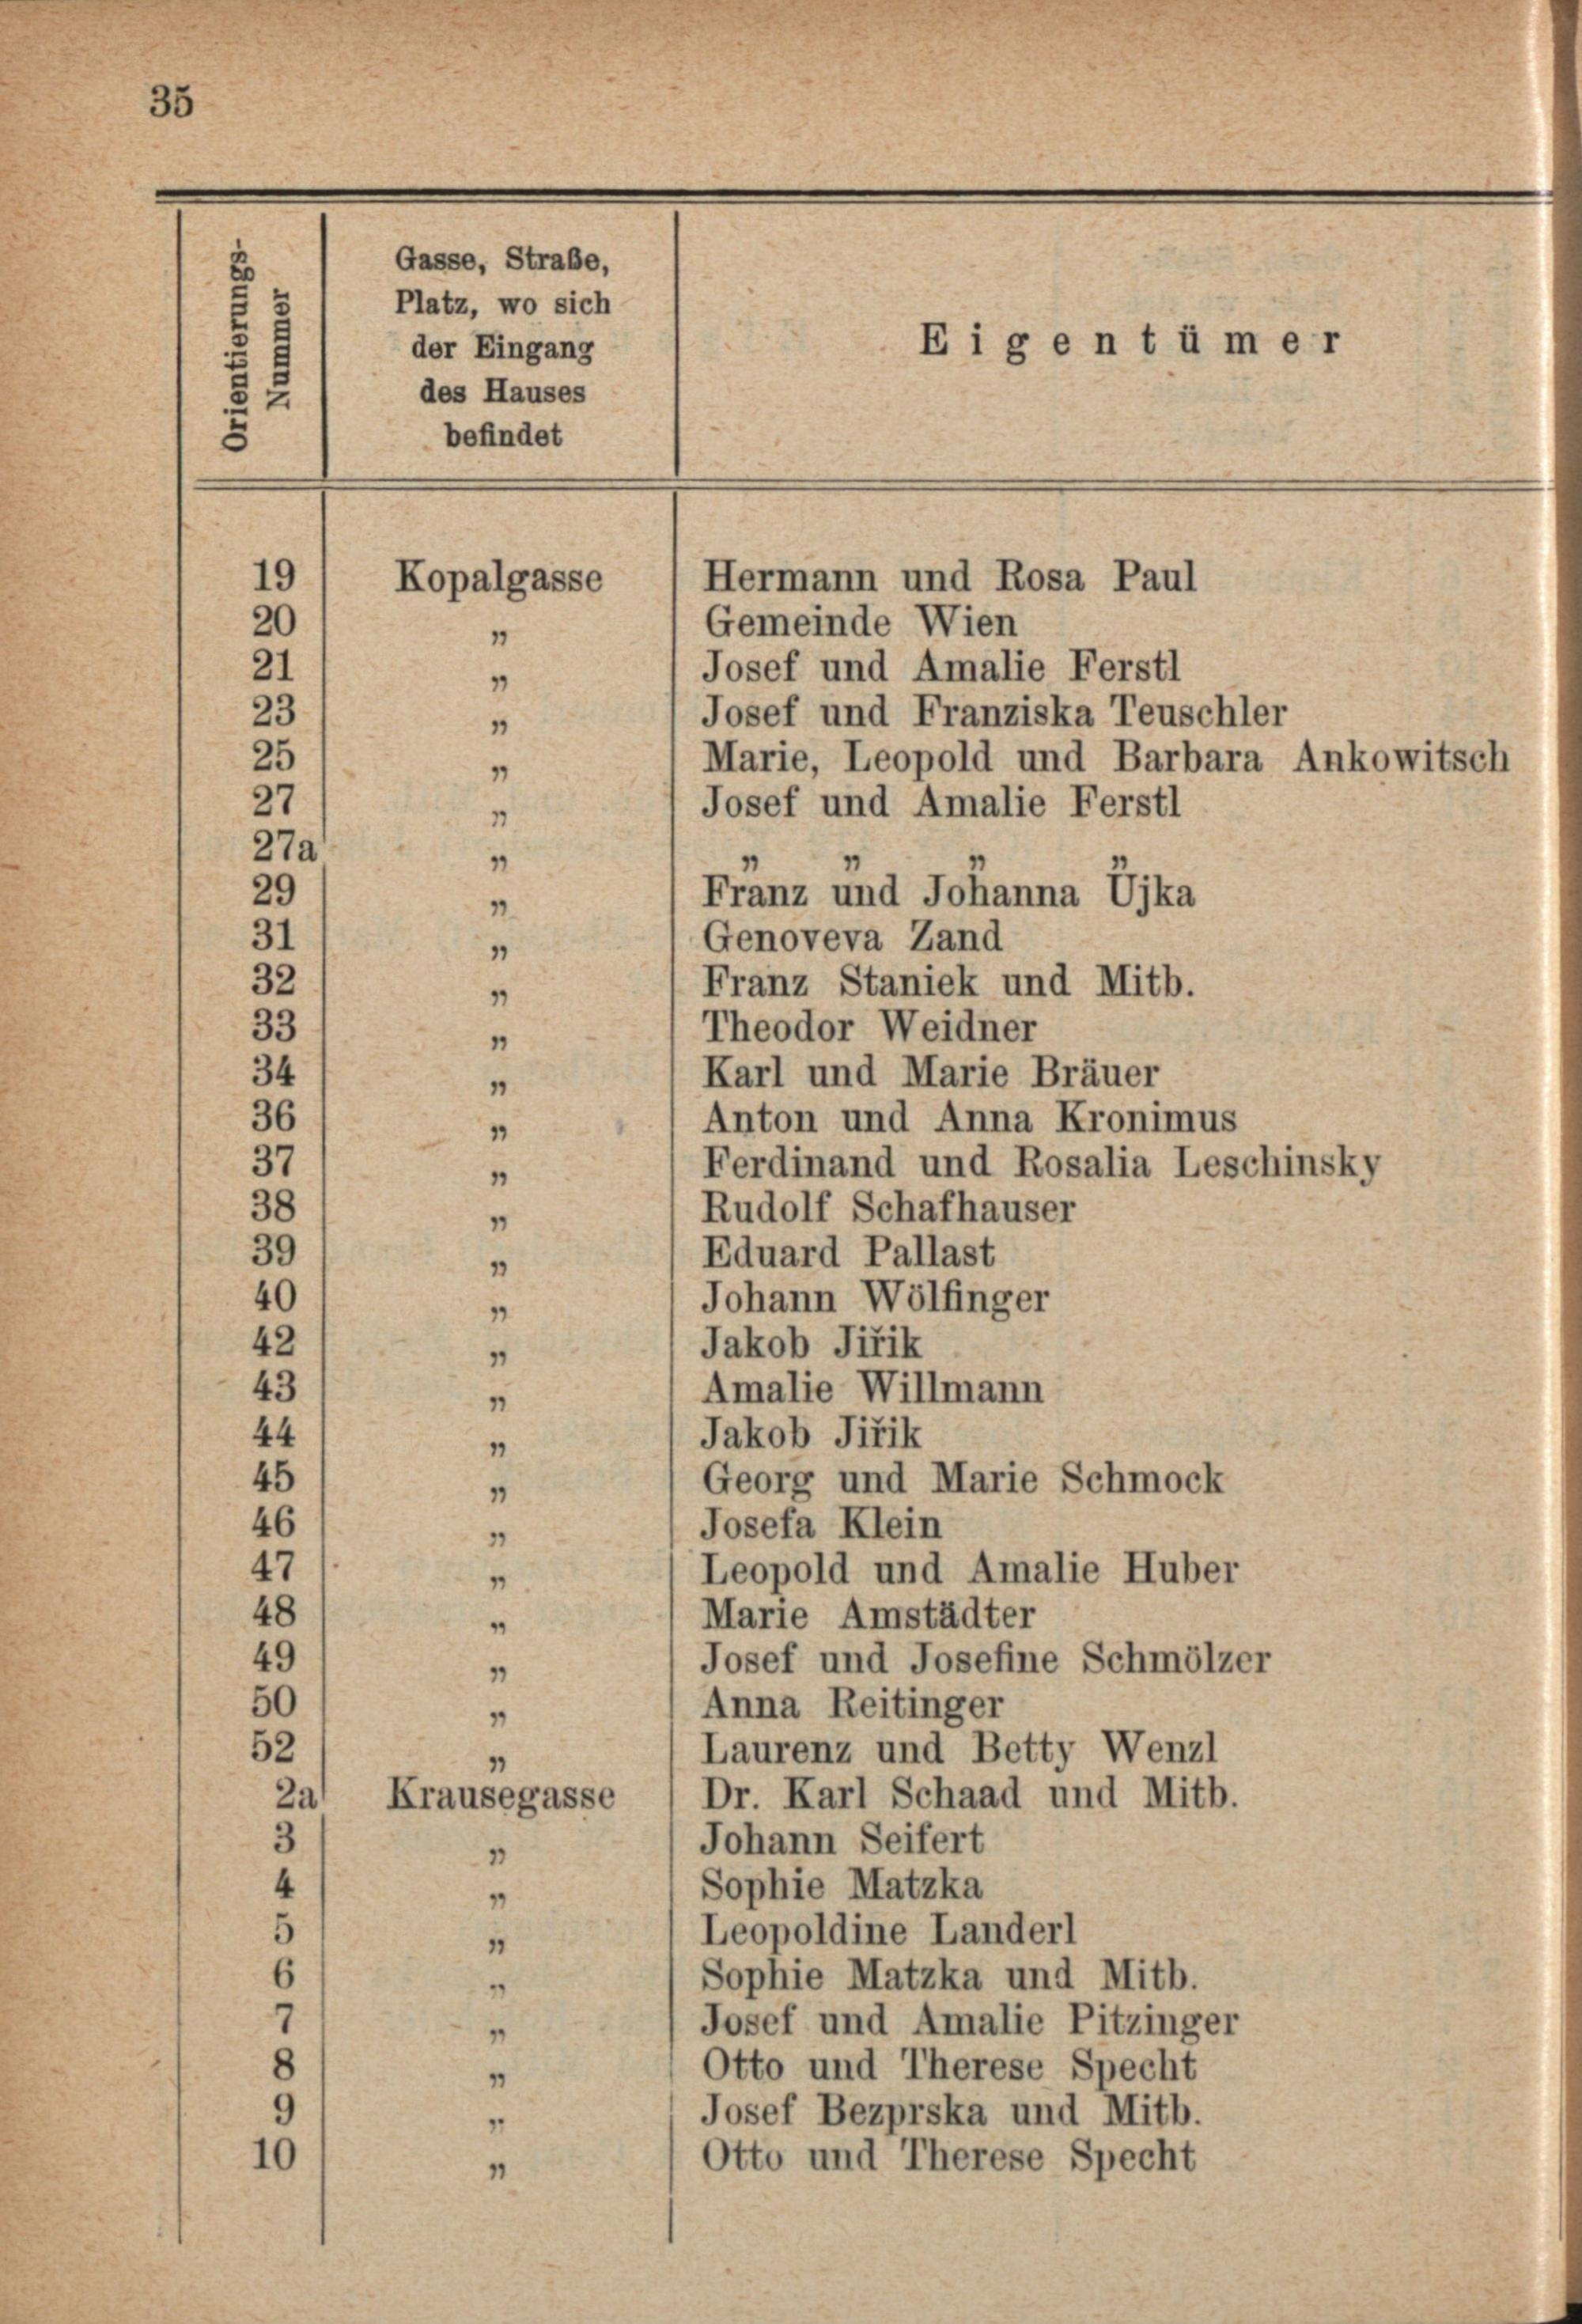 35
Orientierungs-
Nummer
Gasse, Straße,
Platz, wo sich
der Eingang
des Hauses
befindet
Eigentümer
19 Kopalgasse Hermann und Rosa Paul
20 „ Gemeinde Wien
21 „ Josef und Amalie Ferstl
23 „ Josef und Franziska Teuschler
25 „ Marie, Leopold und Barbara Ankowitsch
27 „ Josef und Amalie Ferstl
27a „ „ „ „ „
29 „ Franz und Johanna Ujka
31 „ Genoveva Zand
32 „ Franz Staniek und Mitb.
33 „ Theodor Weidner
34 „ Karl und Marie Bräuer
36 „ Anton und Anna Kronimus
37 „ Ferdinand und Rosalia Leschinsky
38 „ Rudolf Schafhauser
39 „ Eduard Pallast
40 „ Johann Wölfinger
42 „ Jakob Jiřik
43 „ Amalie Willmann
44 „ Jakob Jiřik
45 „ Georg und Marie Schmock
46 „ Josefa Klein
47 „ Leopold und Amalie Huber
48 „ Marie Amstädter
49 „ Josef und Josefine Schmölzer
50 „ Anna Reitinger
52 „ Laurenz und Betty Wenzl
2a Krausegasse Dr. Karl Schaad und Mitb.
3 „ Johann Seifert
4 „ Sophie Matzka
5 „ Leopoldine Landerl
6 „ Sophie Matzka und Mitb.
7 „ Josef und Amalie Pitzinger
8 „ Otto und Therese Specht
9 „ Josef Bezprska und Mitb.
10 „ Otto und Therese Specht